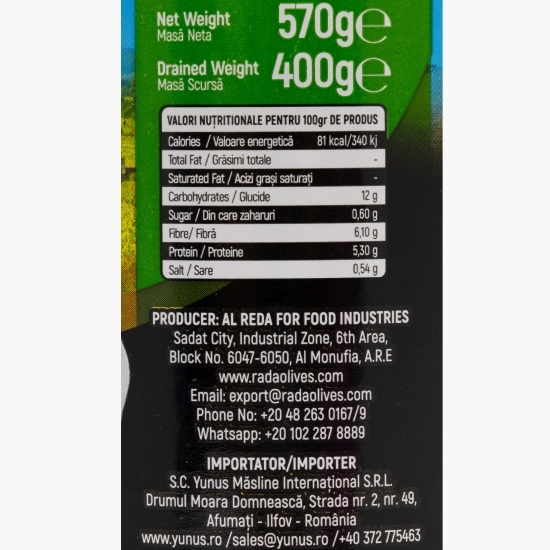 Net Weight 570g℮
Masă Neta
Drained Weight 400g℮
Masă Scursă
VALORI NUTRITIONALE PENTRU 100gr DE PRODUS
Calories / Valoare energetică 81 kcal/340 kj
Total Fat / Grăsimi totale -
Saturated Fat / Acizi grași saturați -
Carbohydrates / Glucide 12 g
Sugar / Din care zaharuri 0,60 g
Fibre/ Fibră 6,10 g
Protein / Proteine 5,30 g
Salt / Sare 0,54 g
PRODUCER: AL REDA FOR FOOD INDUSTRIES
Sadat City, Industrial Zone, 6th Area,
Block No. 6047-6050, Al Monufia, A.R.E
www.radaolives.com
Email: export@radaolives.com
Phone No: +20 48 263 0167/9
Whatsapp: +20 102 287 8889
IMPORTATOR/IMPORTER
S.C. Yunus Măsline Internațional S.R.L.
Drumul Moara Domnească, Strada nr. 2, nr. 49,
Afumați - Ilfov - România
www.yunus.ro /sales@yunus.ro /+40 372 775463